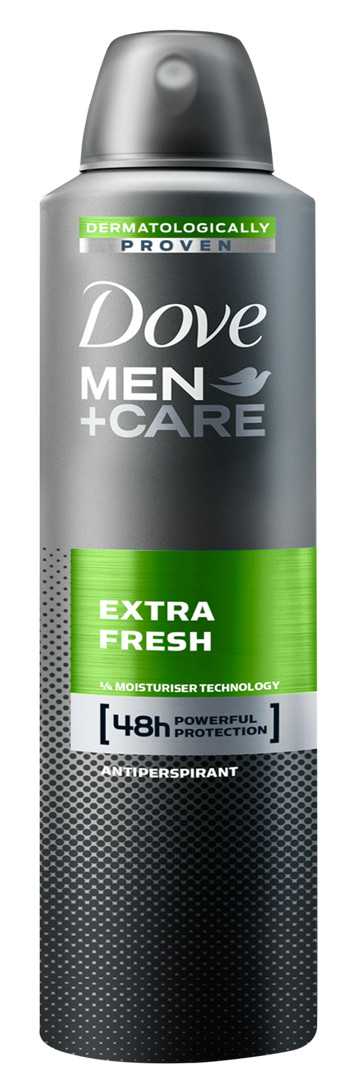 DERMATOLOGICALLY
PROVEN
Dove
MEN
+CARE
EXTRA
FRESH
¼ MOISTURISER TECHNOLOGY
[48h POWERFUL
PROTECTION]
ANTIPERSPIRANT